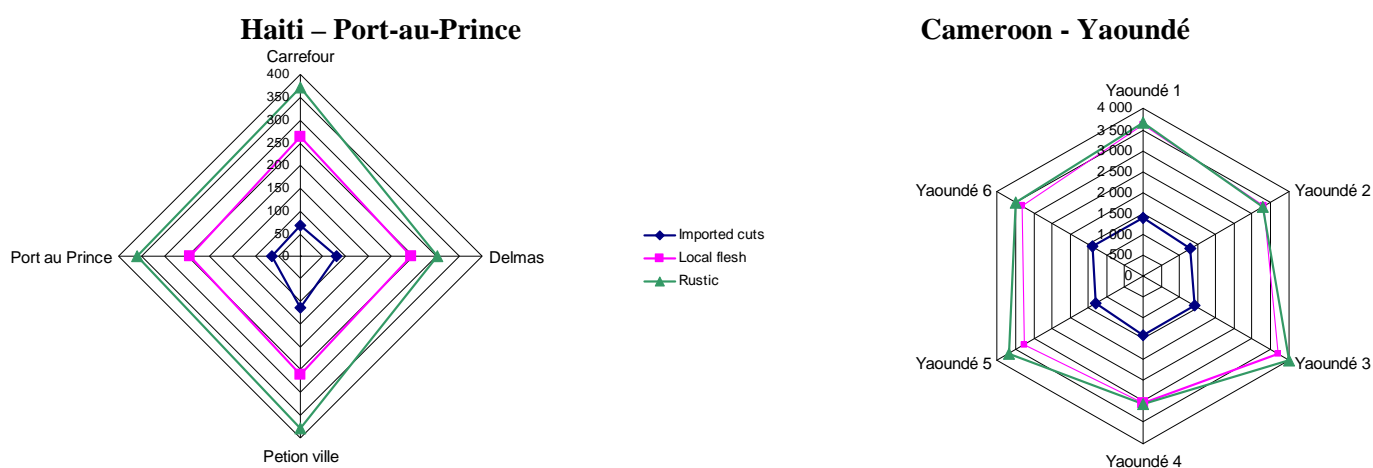 Haiti – Port-au-Prince
Carrefour
400
350
300
250
200
150
100
50
0
Port au Prince
Delmas
Petion ville
Imported cuts
Local flesh
Rustic
Cameroon - Yaoundé
Yaoundé 1
4 000
3 500
3 000
2 500
2 000
1 500
1 000
500
0
Yaoundé 6
Yaoundé 2
Yaoundé 5
Yaoundé 3
Yaoundé 4